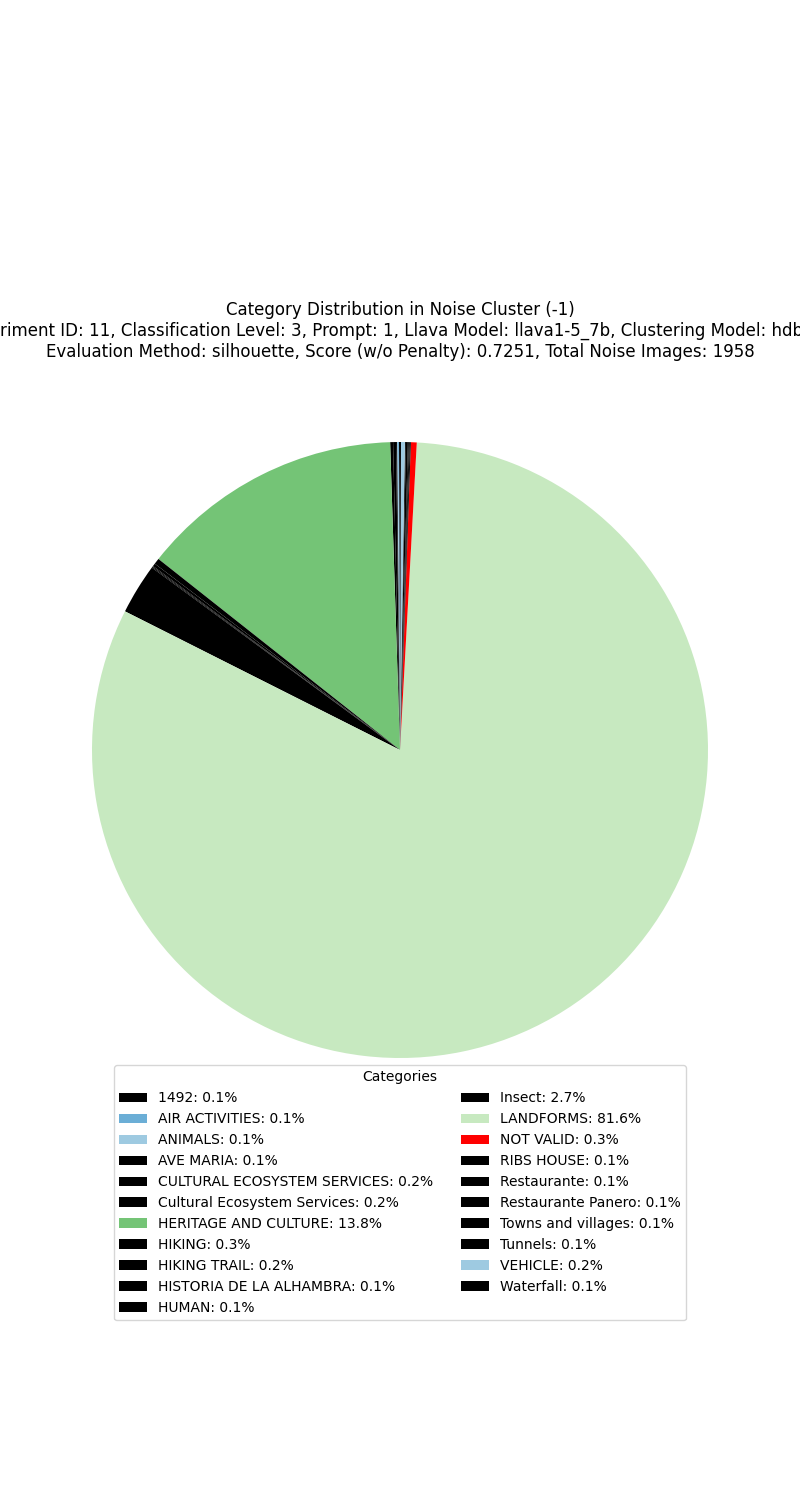 Category Distribution in Noise Cluster (-1)
riment ID: 11, Classification Level: 3, Prompt: 1, Llava Model: llava1-5_7b, Clustering Model: hdb
Evaluation Method: silhouette, Score (w/o Penalty): 0.7251, Total Noise Images: 1958
Categories
1492: 0.1%
AIR ACTIVITIES: 0.1%
ANIMALS: 0.1%
AVE MARIA: 0.1%
CULTURAL ECOSYSTEM SERVICES: 0.2%
Cultural Ecosystem Services: 0.2%
HERITAGE AND CULTURE: 13.8%
HIKING: 0.3%
HIKING TRAIL: 0.2%
HISTORIA DE LA ALHAMBRA: 0.1%
HUMAN: 0.1%
Insect: 2.7%
LANDFORMS: 81.6%
NOT VALID: 0.3%
RIBS HOUSE: 0.1%
Restaurante: 0.1%
Restaurante Panero: 0.1%
Towns and villages: 0.1%
Tunnels: 0.1%
VEHICLE: 0.2%
Waterfall: 0.1%